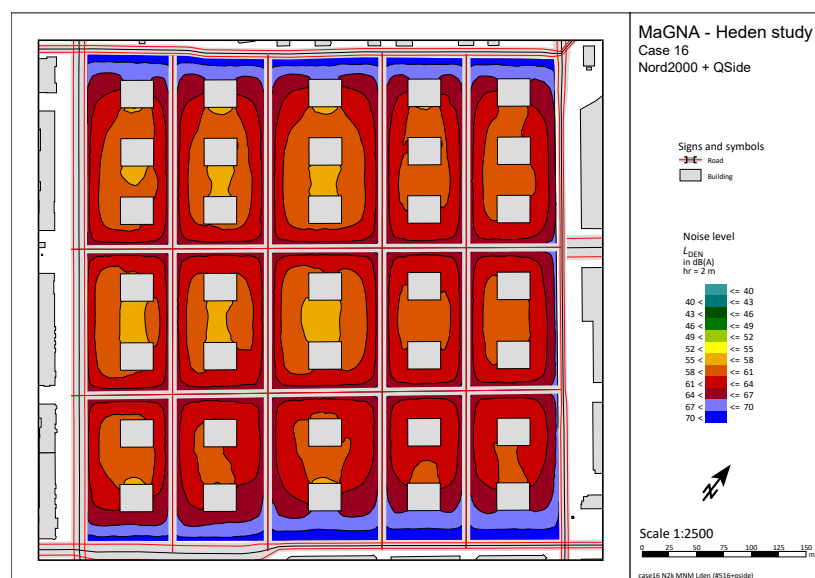 MaGNA - Heden study
Case 16
Nord2000 + QSide
Signs and symbols
Road
Building
Noise level
LDEN
in dB(A)
hr = 2 m
<= 40
40 < <= 43
43 < <= 46
46 < <= 49
49 < <= 52
52 < <= 55
55 < <= 58
58 < <= 61
61 < <= 64
64 < <= 67
67 < <= 70
70 <
N
Scale 1:2500
0 25 50 75 100 125 150
m
case16 N2k MNM Lden (#516+qside)